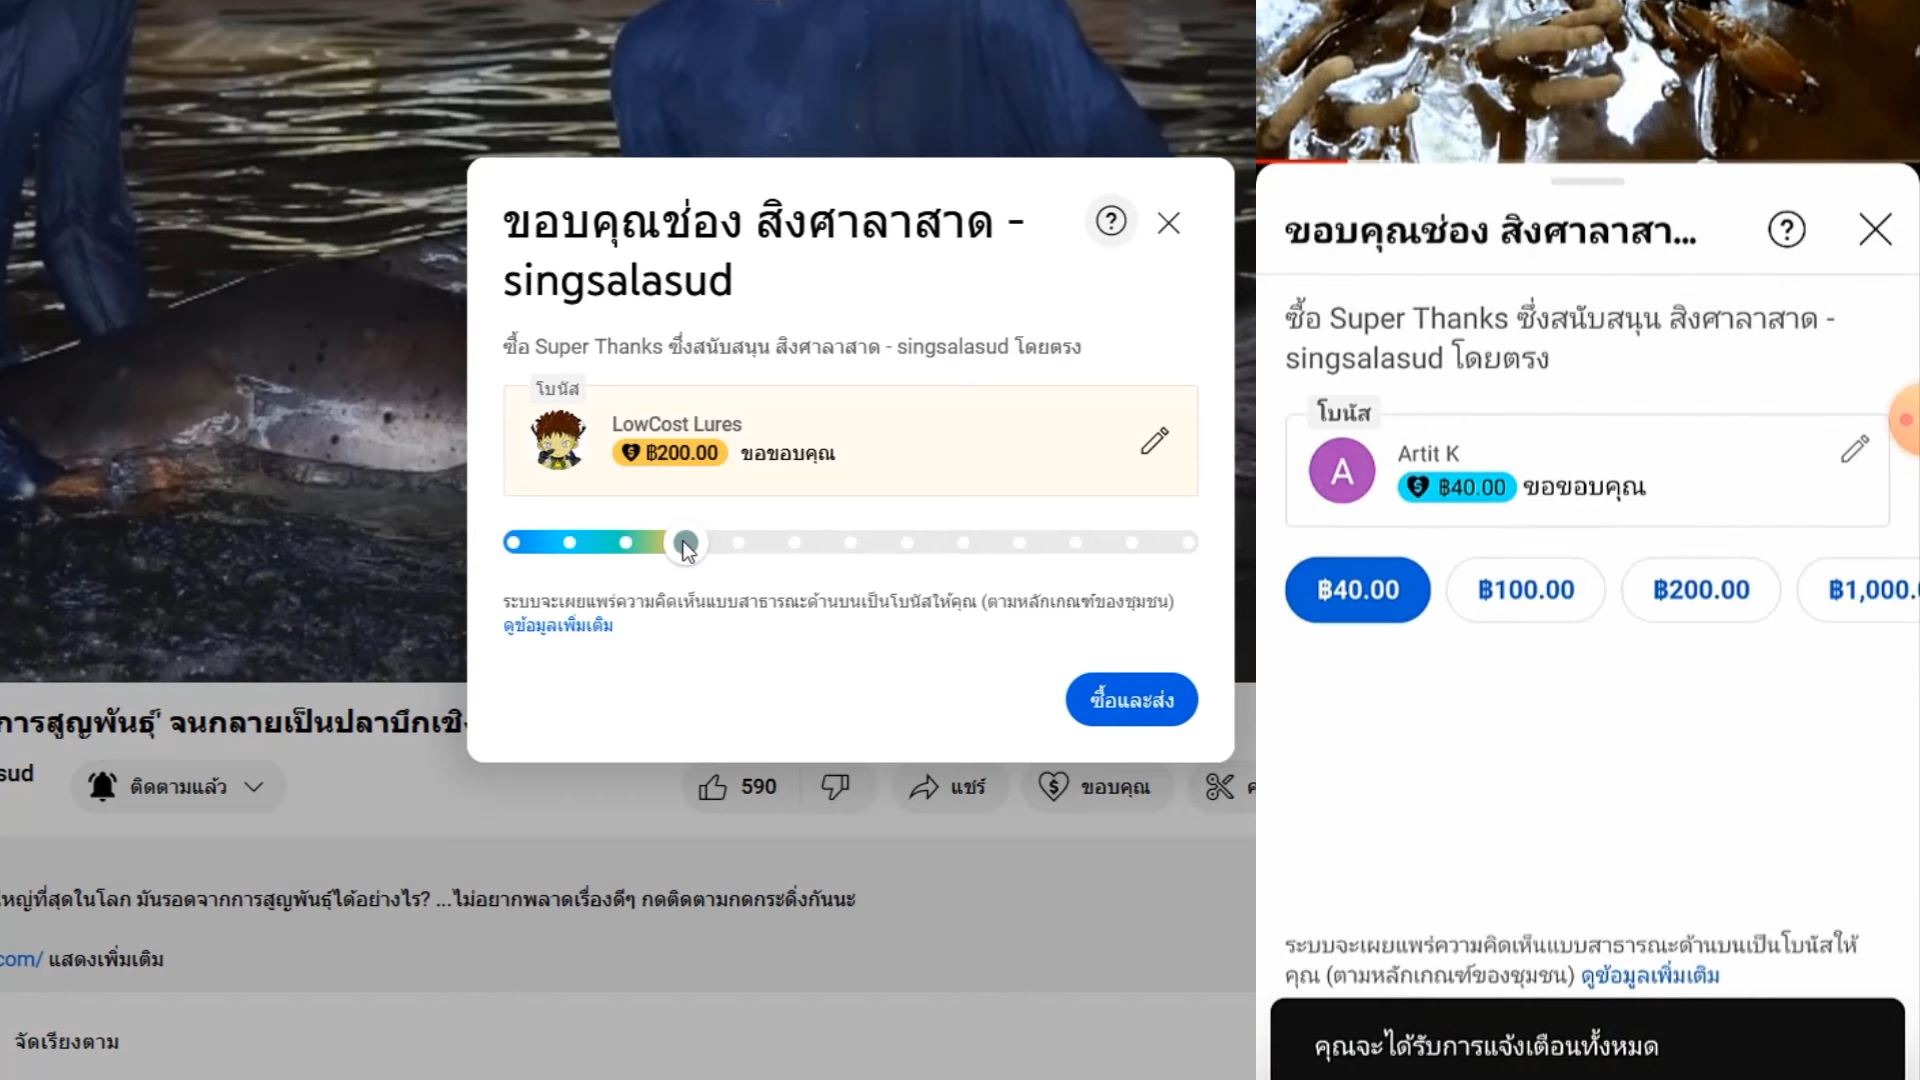 ขอบคุณช่อง สิงศาลาสาด -
singsalasud
ซื้อ Super Thanks ซึ่งสนับสนุน สิงศาลาสาด - singsalasud โดยตรง
โบนัส
LowCost Lures
฿200.00 ขอขอบคุณ
ระบบจะเผยแพร่ความคิดเห็นแบบสาธารณะด้านบนเป็นโบนัสให้คุณ (ตามหลักเกณฑ์ของชุมชน)
ดูข้อมูลเพิ่มเติม
ซื้อและส่ง
การสูญพันธุ์' จนกลายเป็นปลาบึกเชิ
sud
ติดตามแล้ว
590
แชร์
ขอบคุณ
หญ่ที่สุดในโลก มันรอดจากการสูญพันธุ์ได้อย่างไร? ...ไม่อยากพลาดเรื่องดีๆ กดติดตามกดกระดิ่งกันนะ
com/ แสดงเพิ่มเติม
จัดเรียงตาม
ขอบคุณช่อง สิงศาลาสา...
ซื้อ Super Thanks ซึ่งสนับสนุน สิงศาลาสาด -
singsalasud โดยตรง
โบนัส
A
Artit K
฿40.00 ขอขอบคุณ
฿40.00 ฿100.00 ฿200.00 ฿1,000.
ระบบจะเผยแพร่ความคิดเห็นแบบสาธารณะด้านบนเป็นโบนัสให้
คุณ (ตามหลักเกณฑ์ของชุมชน) ดูข้อมูลเพิ่มเติม
คุณจะได้รับการแจ้งเตือนทั้งหมด